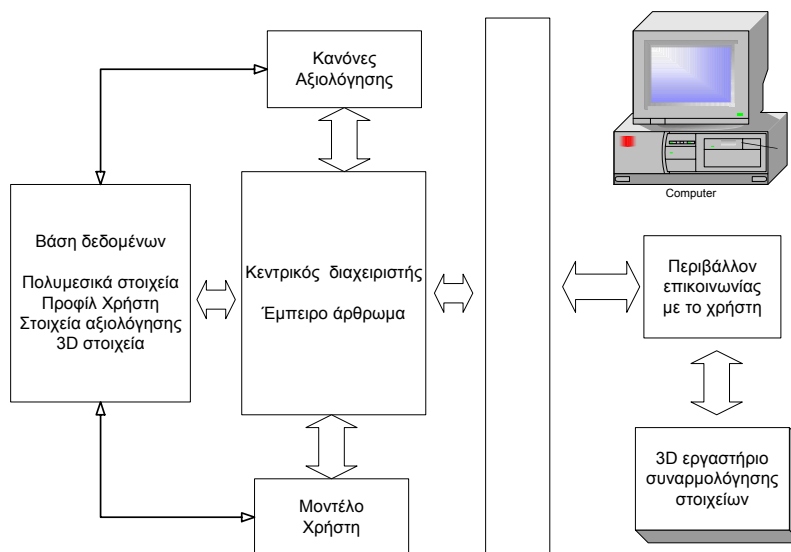 Κανόνες
Αξιολόγησης
Computer
Βάση δεδομένων
Πολυμεσικά στοιχεία
Προφίλ Χρήστη
Στοιχεία αξιολόγησης
3D στοιχεία
Κεντρικός διαχειριστής
Έμπειρο άρθρωμα
Περιβάλλον
επικοινωνίας
με το χρήστη
Μοντέλο
Χρήστη
3D εργαστήριο
συναρμολόγησης
στοιχείων